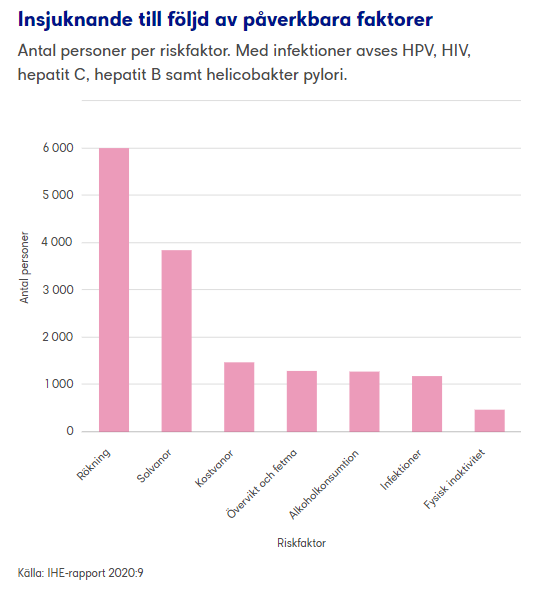 Insjuknande till följd av påverkbara faktorer
Antal personer per riskfaktor. Med infektioner avses HPV, HIV,
hepatit C, hepatit B samt helicobakter pylori.
6 000
5 000
4 000
3 000
2 000
1 000
0
Antal personer
Rökning
Solvanor
Kostvanor
Övervikt och fetma
Alkoholkonsumtion
Infektioner
Fysisk inaktivitet
Riskfaktor
Källa: IHE-rapport 2020:9